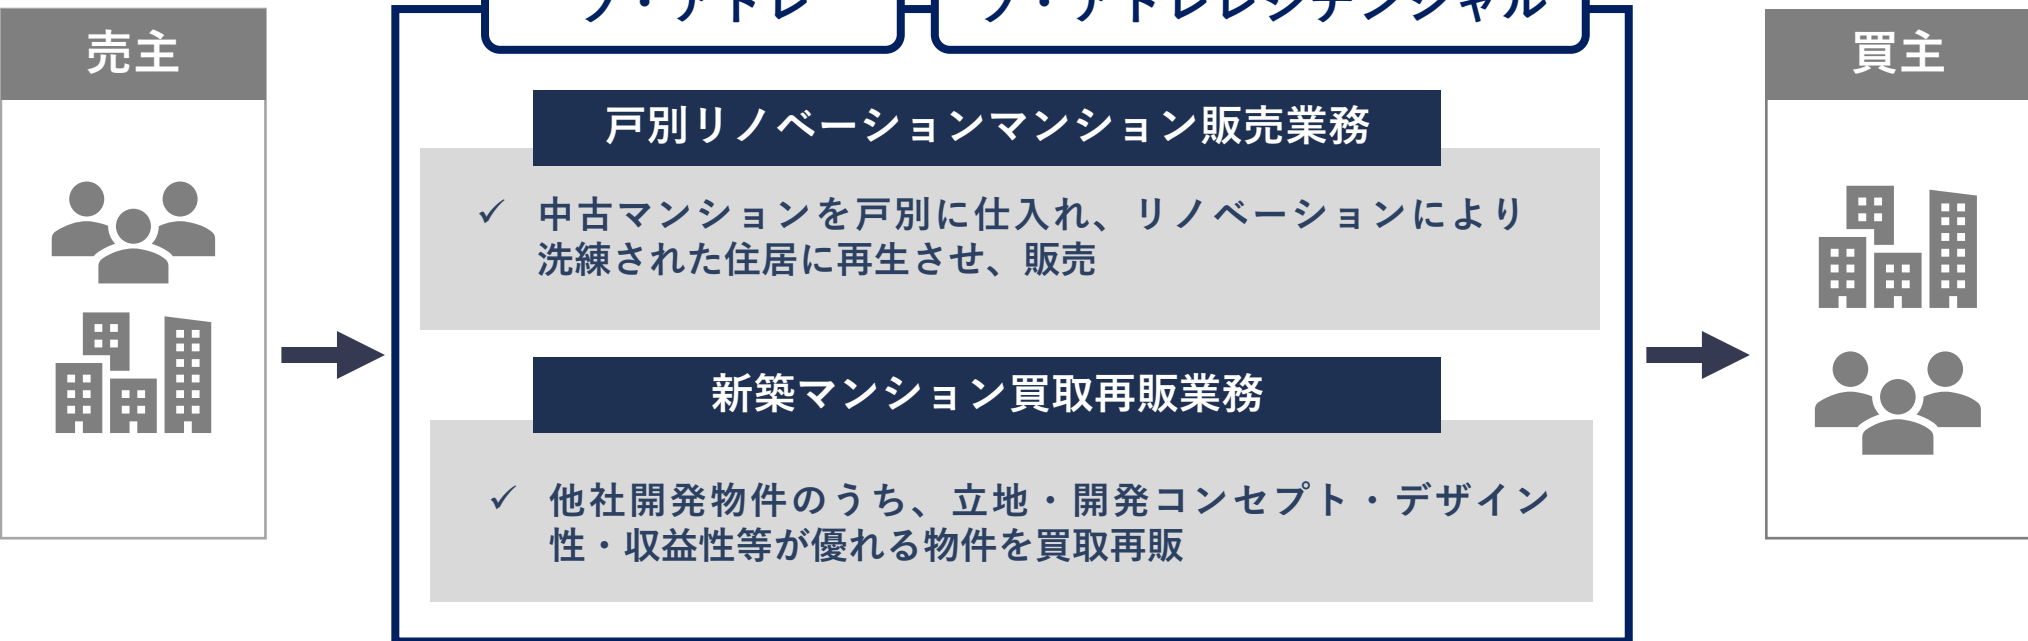 売主
買主
戸別リノベーションマンション販売業務
✓ 中古マンションを戸別に仕入れ、リノベーションにより
洗練された住居に再生させ、販売
新築マンション買取再販業務
✓ 他社開発物件のうち、立地・開発コンセプト・デザイン
性・収益性等が優れる物件を買取再販